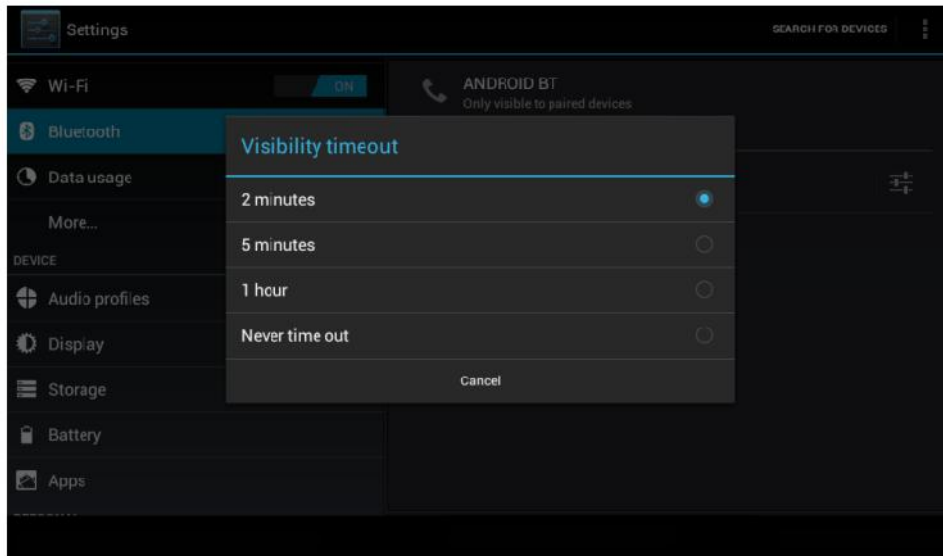 Settings
SEARCH FOR DEVICES
Wi-Fi
ON
ANDROID BT
Only visible to paired devices
Bluetooth
Visibility timeout
Data usage
2 minutes
More...
5 minutes
DEVICE
1 hour
Audio profiles
Never time out
Display
Cancel
Storage
Battery
Apps